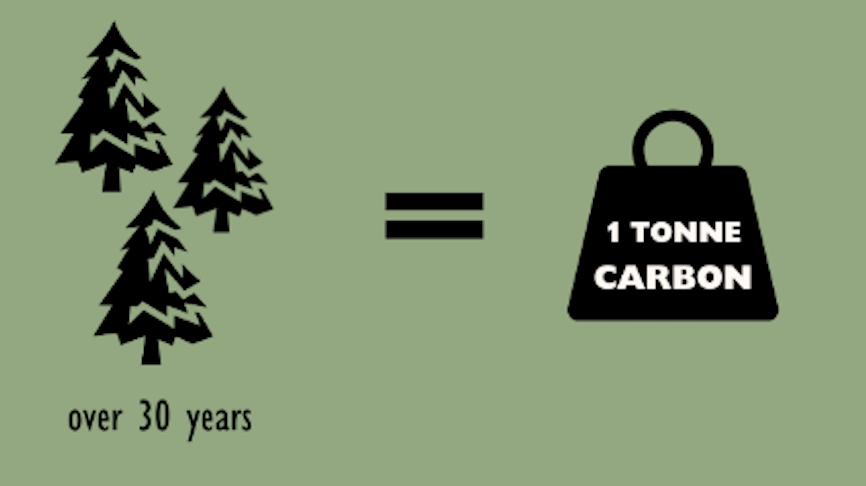 1 TONNE
CARBON
over 30 years